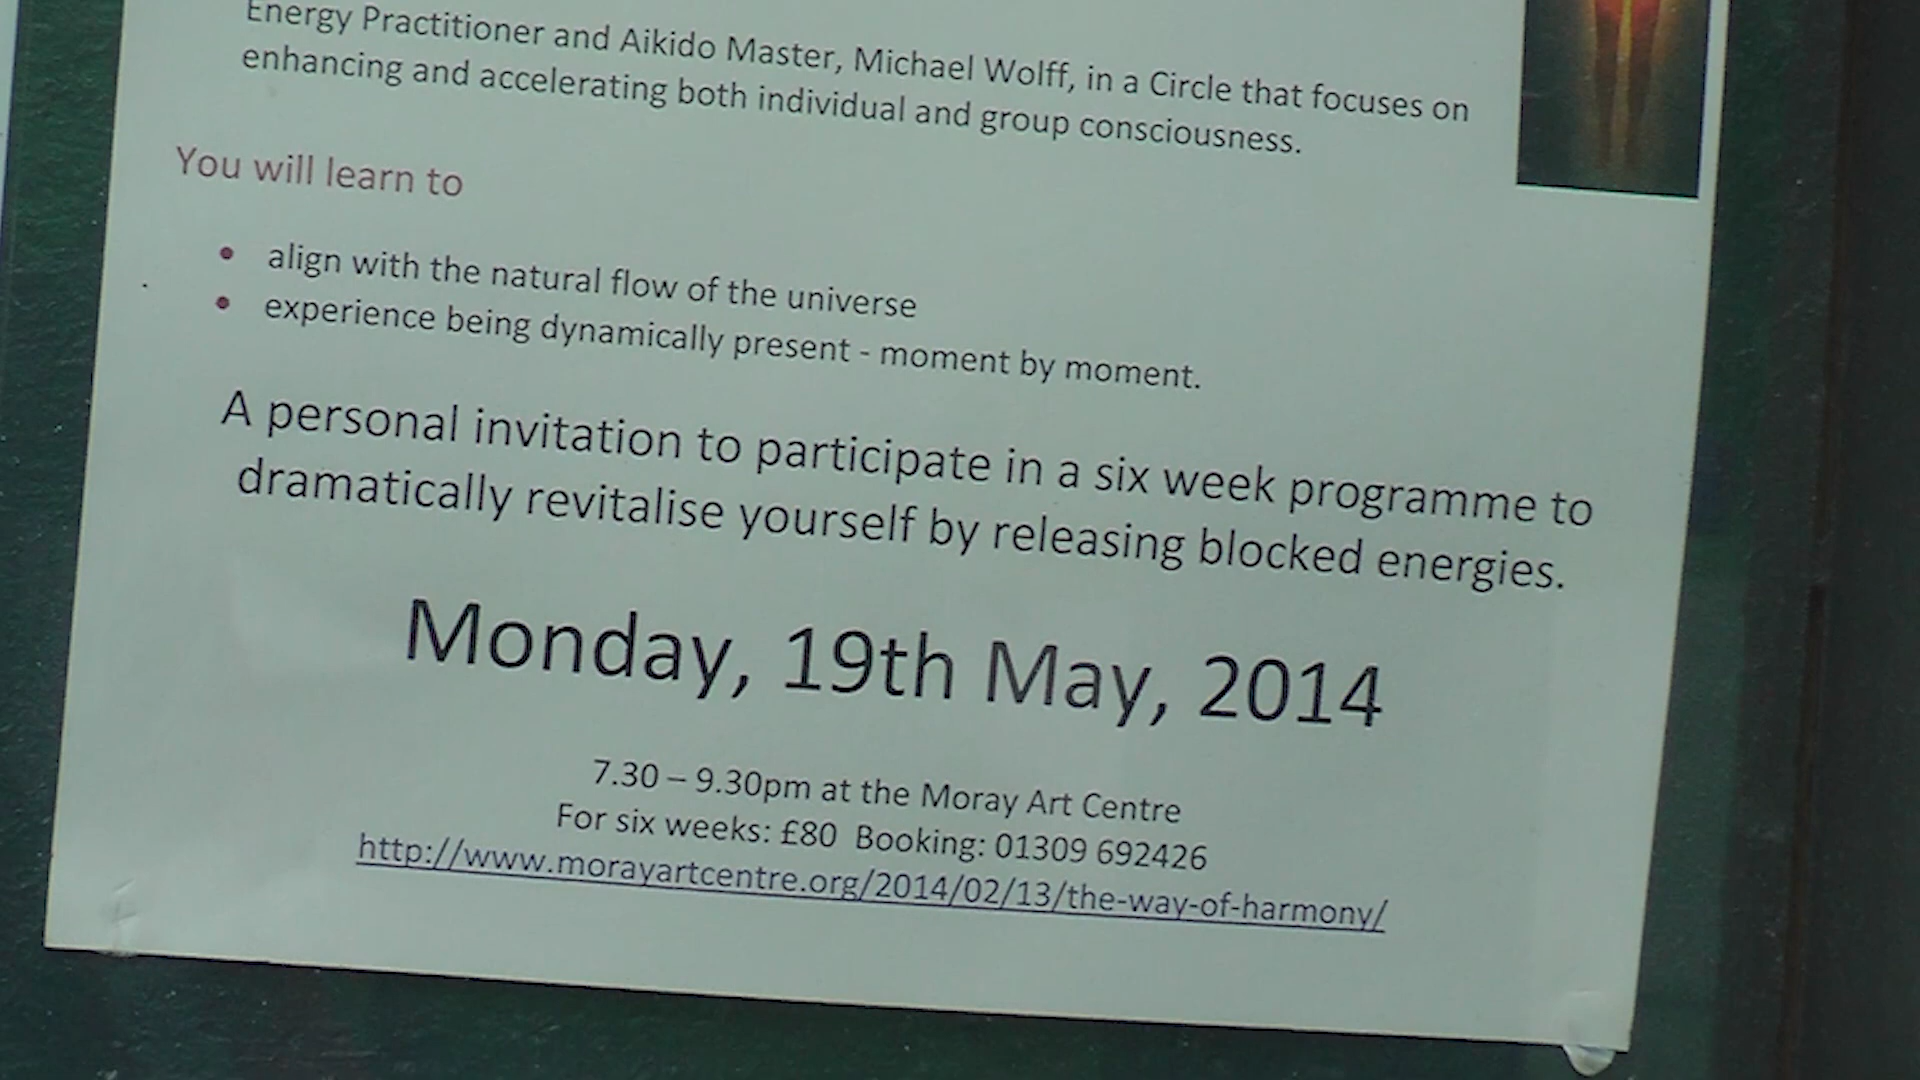 Energy Practitioner and Aikido Master, Michael Wolff, in a Circle that focuses on
enhancing and accelerating both individual and group consciousness.
You will learn to
• align with the natural flow of the universe
• experience being dynamically present - moment by moment.
A personal invitation to participate in a six week programme to
dramatically revitalise yourself by releasing blocked energies.
Monday, 19th May, 2014
7.30 – 9.30pm at the Moray Art Centre
For six weeks: £80 Booking: 01309 692426
http://www.morayartcentre.org/2014/02/13/the-way-of-harmony/